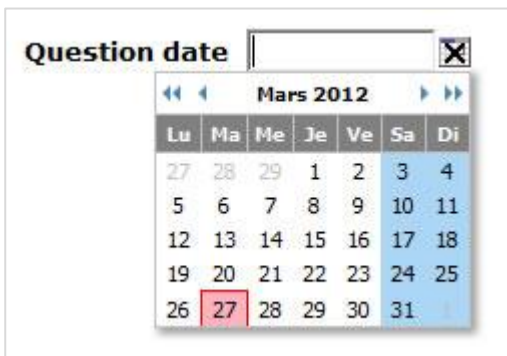 Question date
Mars 2012
Lu Ma Me Je Ve Sa Di
27 28 29 1 2 3 4
5 6 7 8 9 10 11
12 13 14 15 16 17 18
19 20 21 22 23 24 25
26 27 28 29 30 31 1